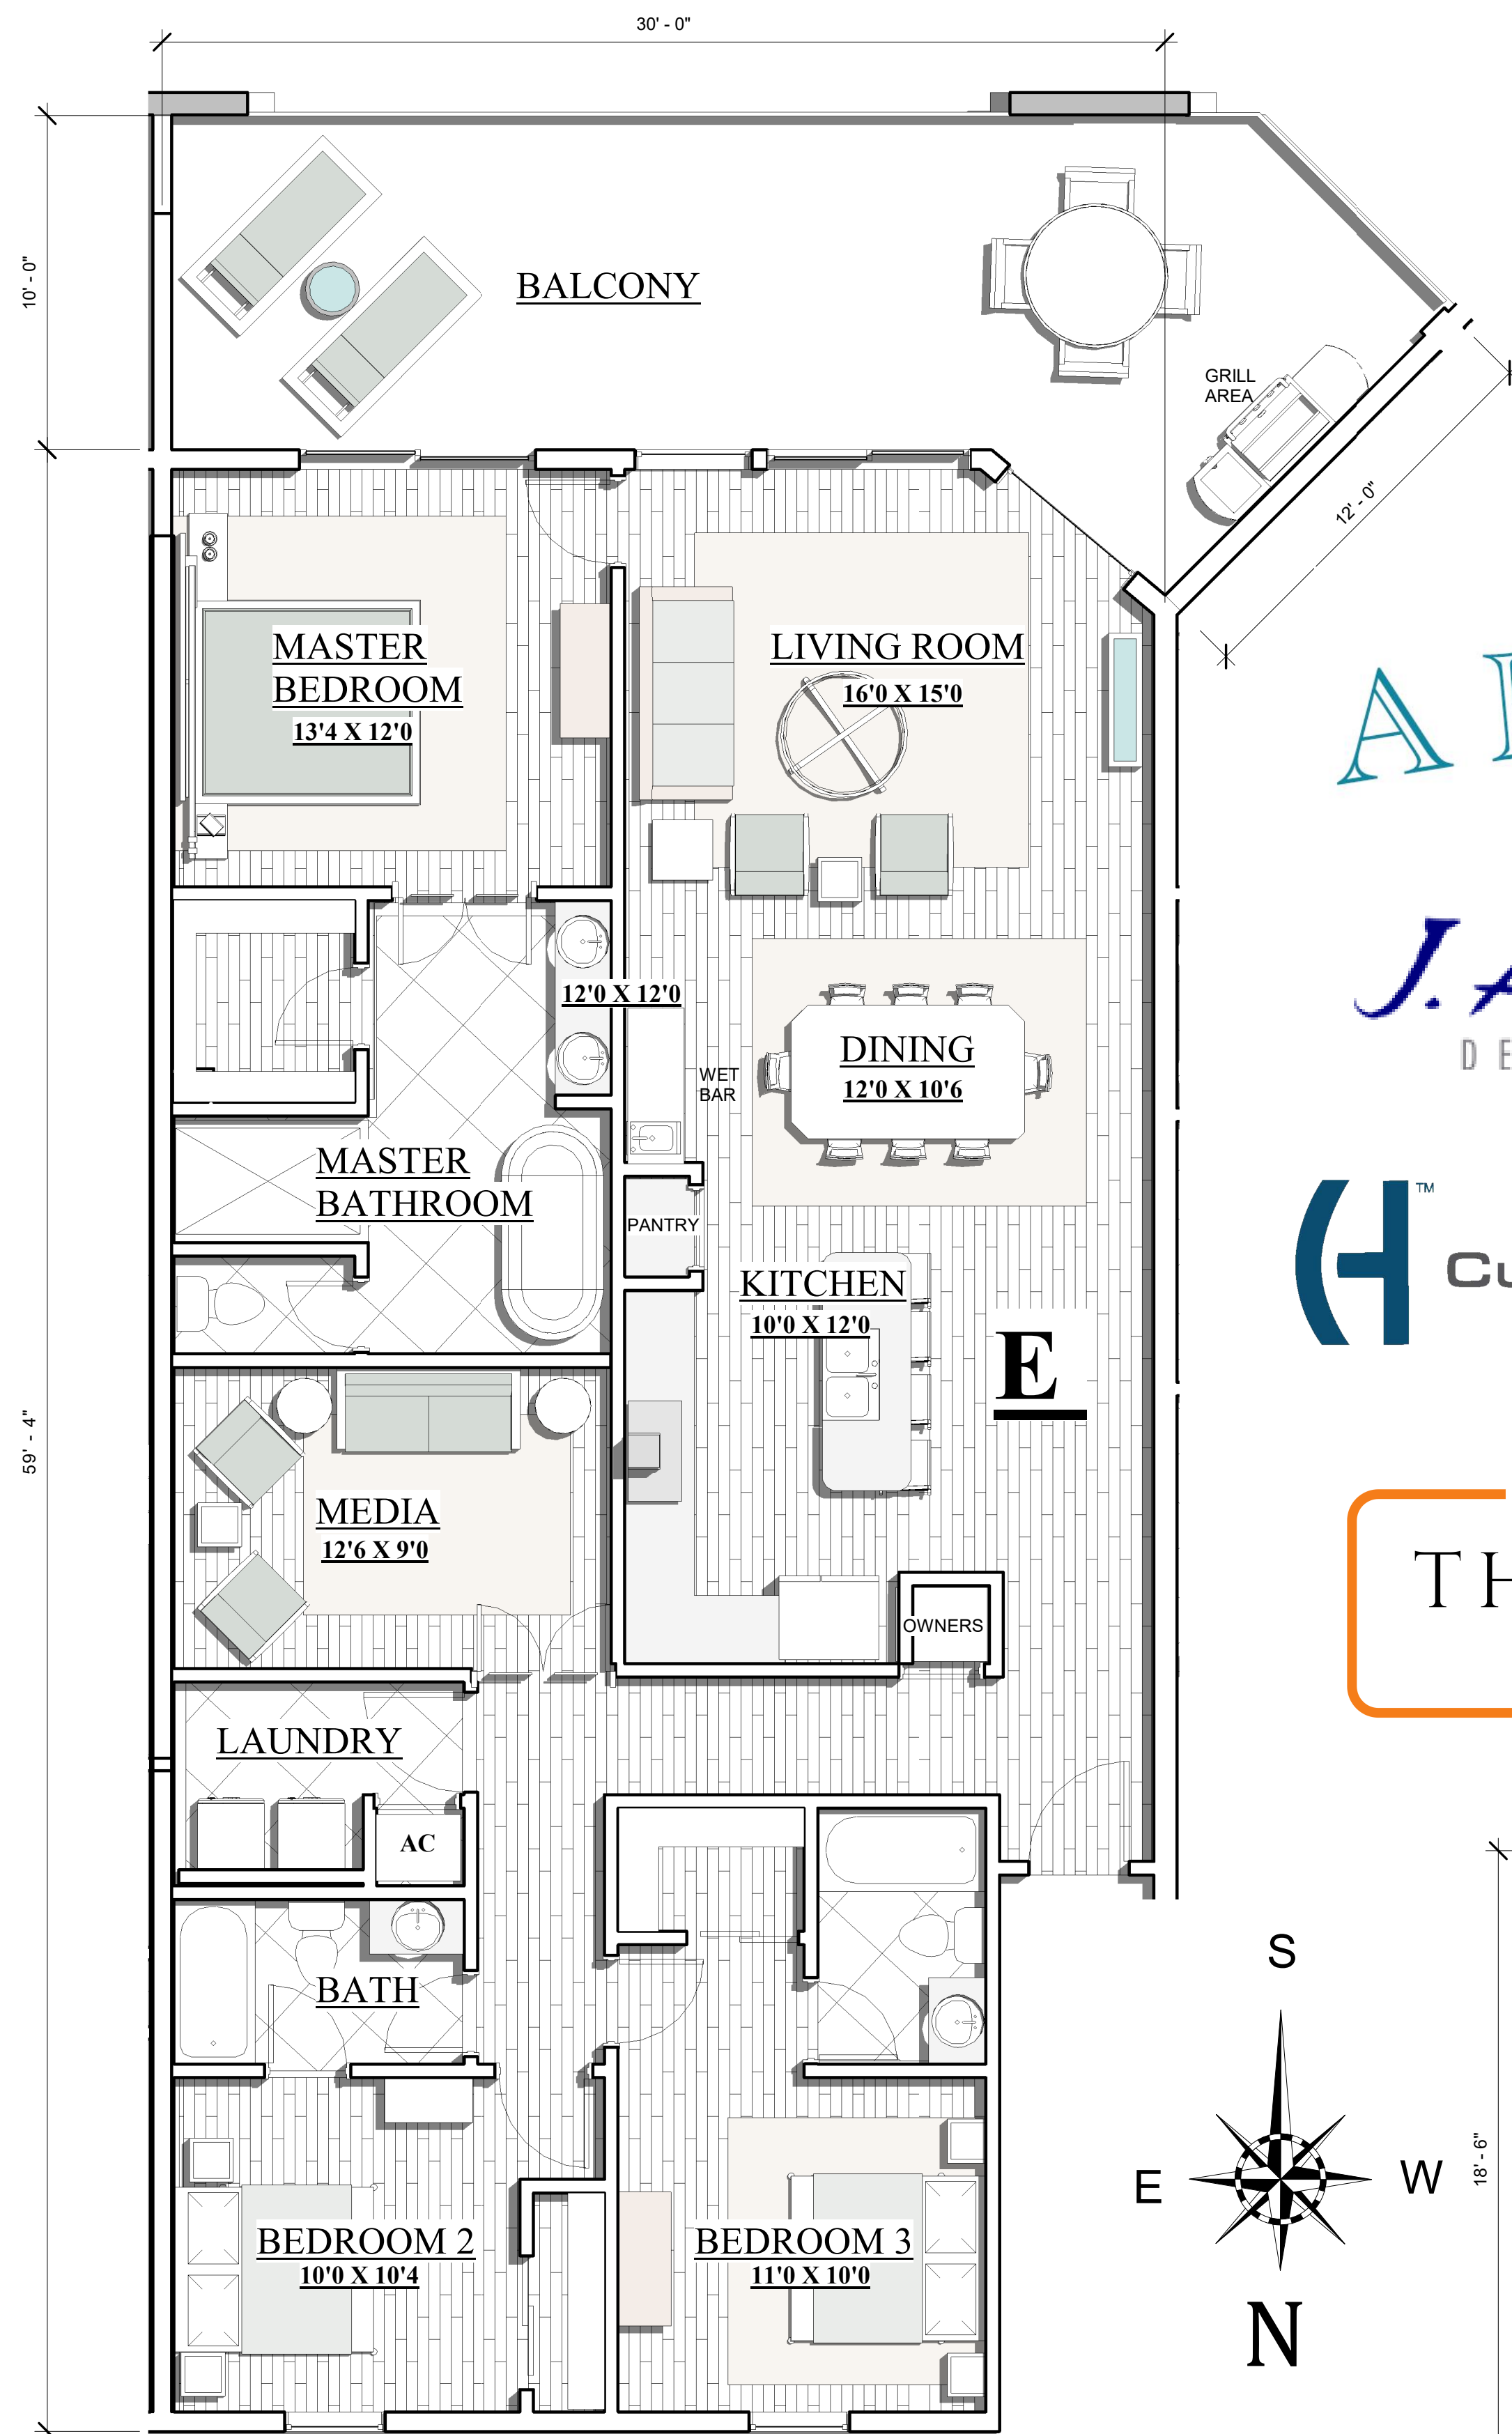 30' - 0"
10' - 0"
BALCONY
GRILL
AREA
12' - 0"
MASTER
BEDROOM
13'4 X 12'0
LIVING ROOM
16'0 X 15'0
12'0 X 12'0
DINING
12'0 X 10'6
WET
BAR
MASTER
BATHROOM
PANTRY
KITCHEN
10'0 X 12'0
E
59' - 4"
MEDIA
12'6 X 9'0
OWNERS
LAUNDRY
AC
BATH
BEDROOM 2
10'0 X 10'4
BEDROOM 3
11'0 X 10'0
S
E
W
N
18' - 6"
J. A
D E
TM
Cu
T H